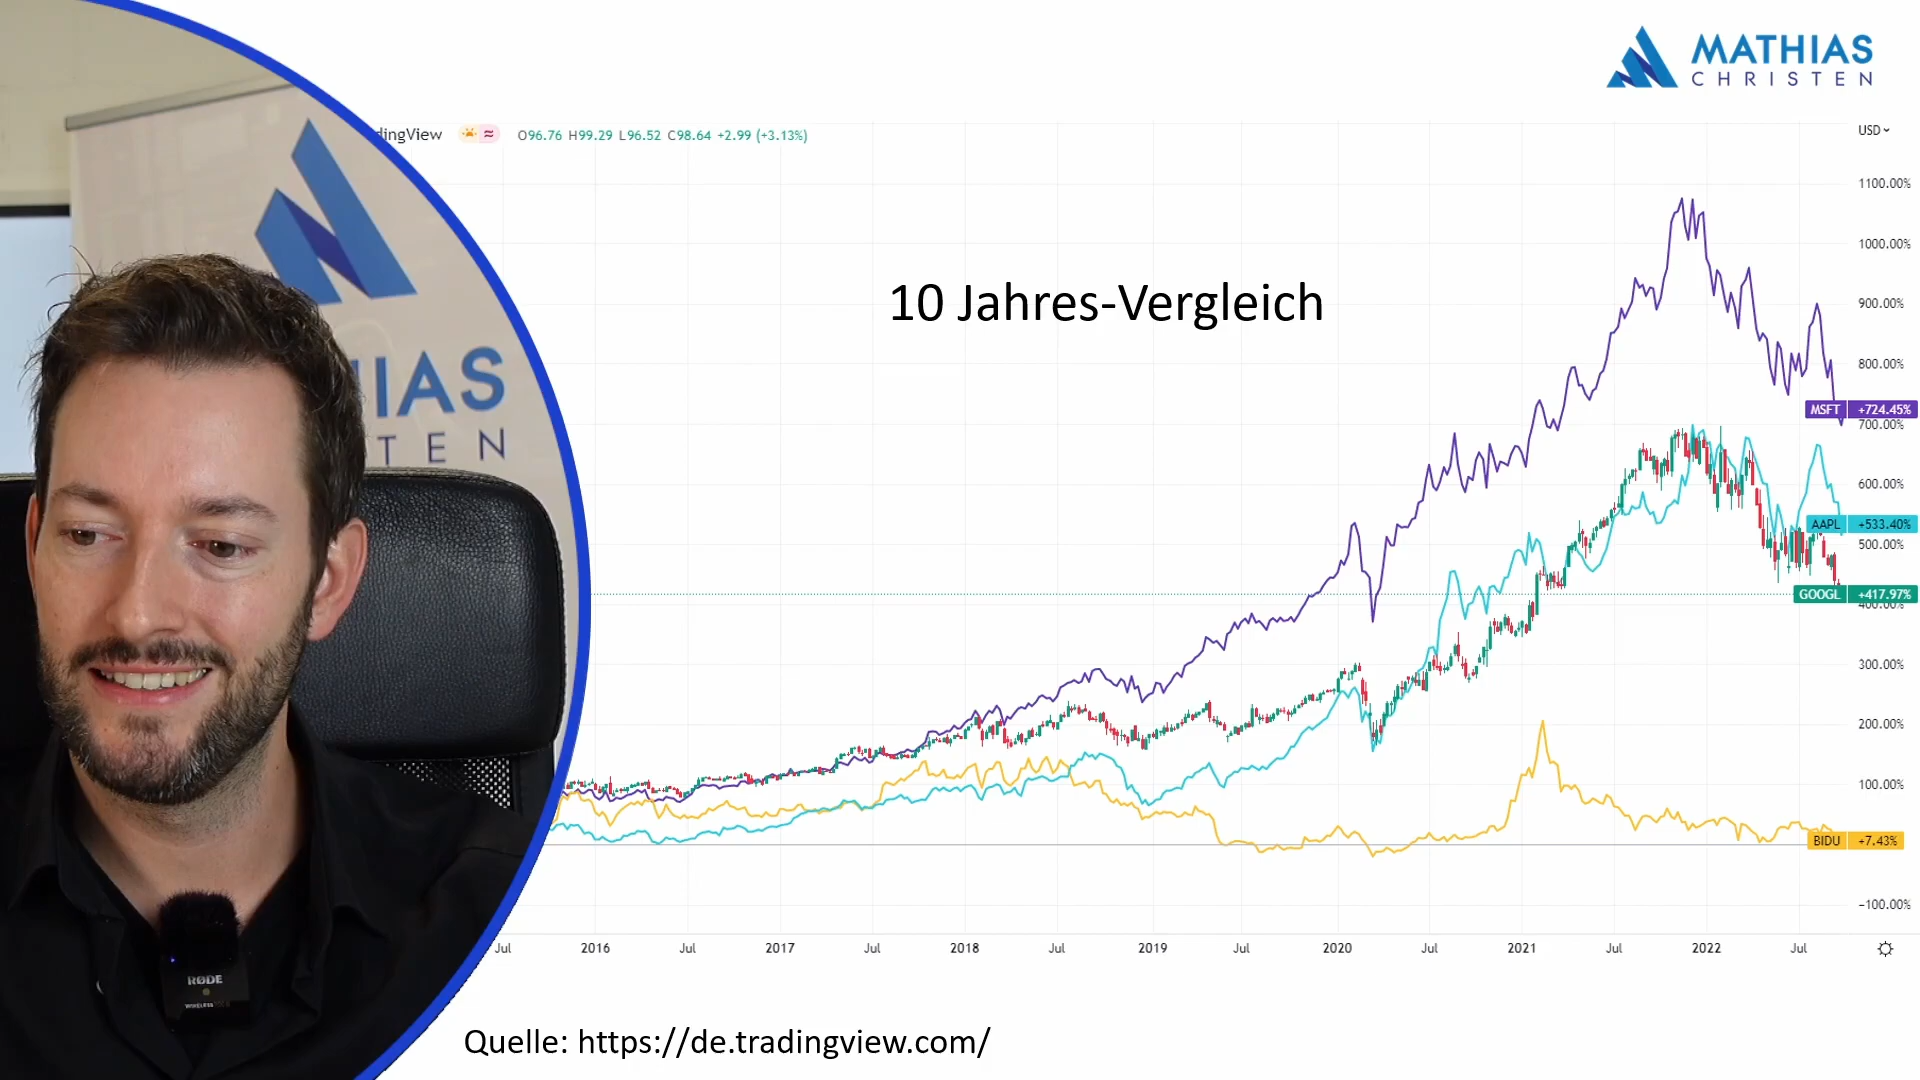 MATHIAS
CHRISTEN
dingView
O96.76 H99.29 L96.52 C98.64 +2.99 (+3.13%)
USD
1100.00%
1000.00%
10 Jahres-Vergleich
900.00%
800.00%
IAS
TEN
MSFT +724.45%
700.00%
600.00%
AAPL +533.40%
500.00%
GOOGL +417.97%
400.00%
300.00%
200.00%
100.00%
BIDU +7.43%
−100.00%
Jul 2016 Jul 2017 Jul 2018 Jul 2019 Jul 2020 Jul 2021 Jul 2022 Jul
RØDE
Quelle: https://de.tradingview.com/